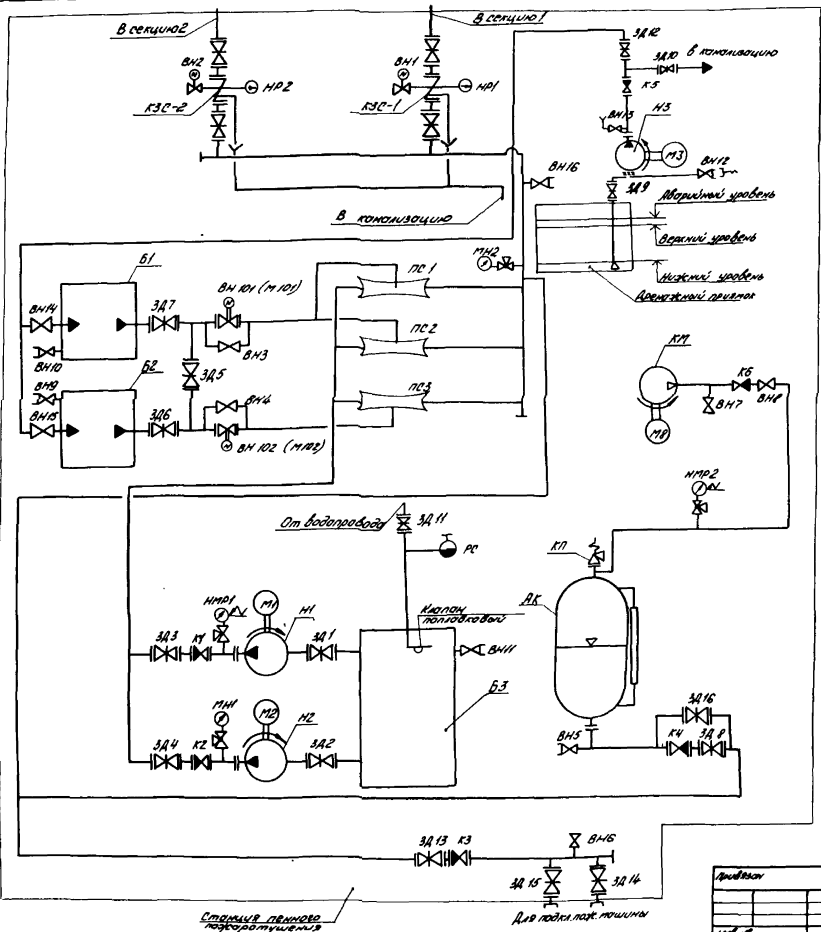 В секцию2
В секцию 1
ЗД12
ЗД10
в канализацию
ВН2
НР2
КЗС-2
ВН1
НР1
КЗС-1
К5
ВН13
Н3
М3
ВН12
ВН16
ЗД9
Аварийный уровень
Верхний уровень
Нижний уровень
Дренажный приямок
В канализацию
МН2
Б1
ВН101 (М101)
ПС1
ВН14
ЗД7
ВН10
ВН3
ПС2
ЗД5
ВН9
Б2
ПС3
ВН4
ВН15
ЗД6
ВН102 (М102)
КМ
К6
ВН8
ВН7
М8
НМР2
От водопровода
ЗД11
РС
КП
АК
Клапан
поплавковый
НМР1
М1
Н1
ЗД3
К1
ЗД1
ВН11
Б3
МН1
М2
Н2
ЗД4
К2
ЗД2
ЗД16
ВН5
К4
ЗД8
ЗД13
К3
ВН6
ЗД15
ЗД14
Для подкл. пож. машины
Станция пенного
пожаротушения
Привязан